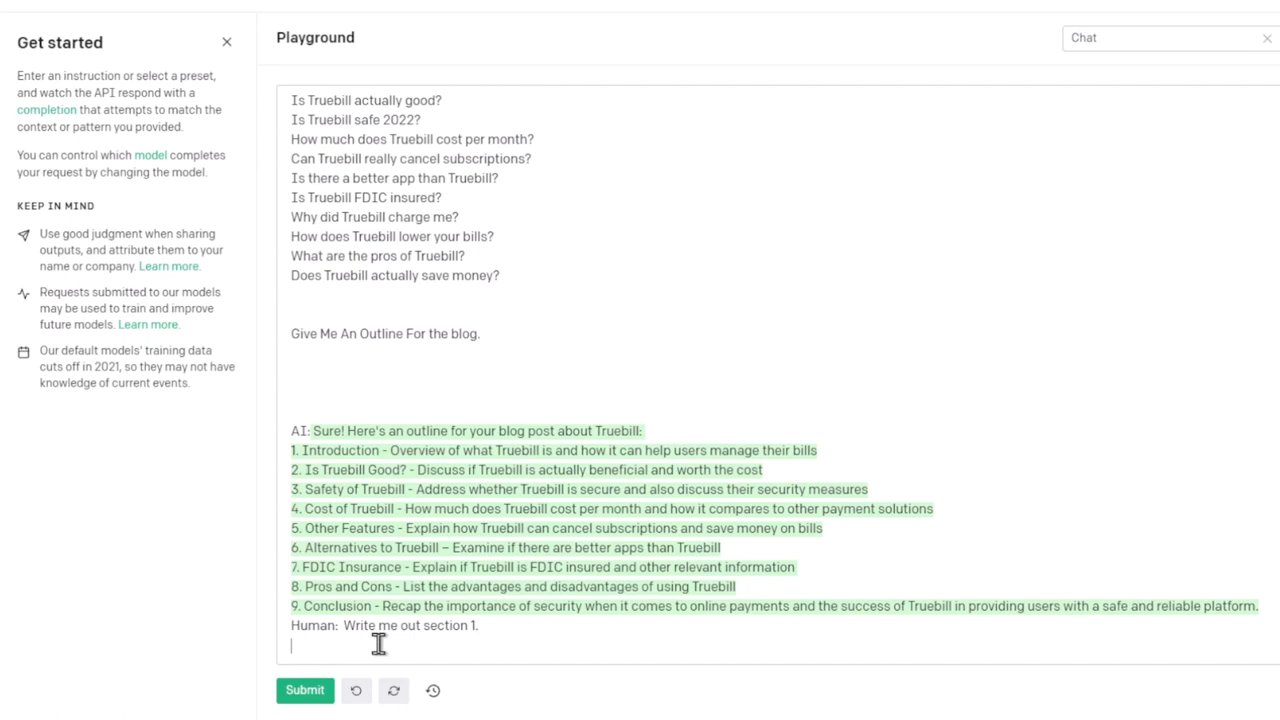 Get started
Enter an instruction or select a preset,
and watch the API respond with a
completion that attempts to match the
context or pattern you provided.
You can control which model completes
your request by changing the model.
KEEP IN MIND
Use good judgment when sharing
outputs, and attribute them to your
name or company. Learn more.
Requests submitted to our models
may be used to train and improve
future models. Learn more.
Our default models' training data
cuts off in 2021, so they may not have
knowledge of current events.
Playground
Chat
Is Truebill actually good?
Is Truebill safe 2022?
How much does Truebill cost per month?
Can Truebill really cancel subscriptions?
Is there a better app than Truebill?
Is Truebill FDIC insured?
Why did Truebill charge me?
How does Truebill lower your bills?
What are the pros of Truebill?
Does Truebill actually save money?
Give Me An Outline For the blog.
AI: Sure! Here's an outline for your blog post about Truebill:
1. Introduction - Overview of what Truebill is and how it can help users manage their bills
2. Is Truebill Good? - Discuss if Truebill is actually beneficial and worth the cost
3. Safety of Truebill - Address whether Truebill is secure and also discuss their security measures
4. Cost of Truebill - How much does Truebill cost per month and how it compares to other payment solutions
5. Other Features - Explain how Truebill can cancel subscriptions and save money on bills
6. Alternatives to Truebill – Examine if there are better apps than Truebill
7. FDIC Insurance - Explain if Truebill is FDIC insured and other relevant information
8. Pros and Cons - List the advantages and disadvantages of using Truebill
9. Conclusion - Recap the importance of security when it comes to online payments and the success of Truebill in providing users with a safe and reliable platform.
Human:  Write me out section 1.
Submit